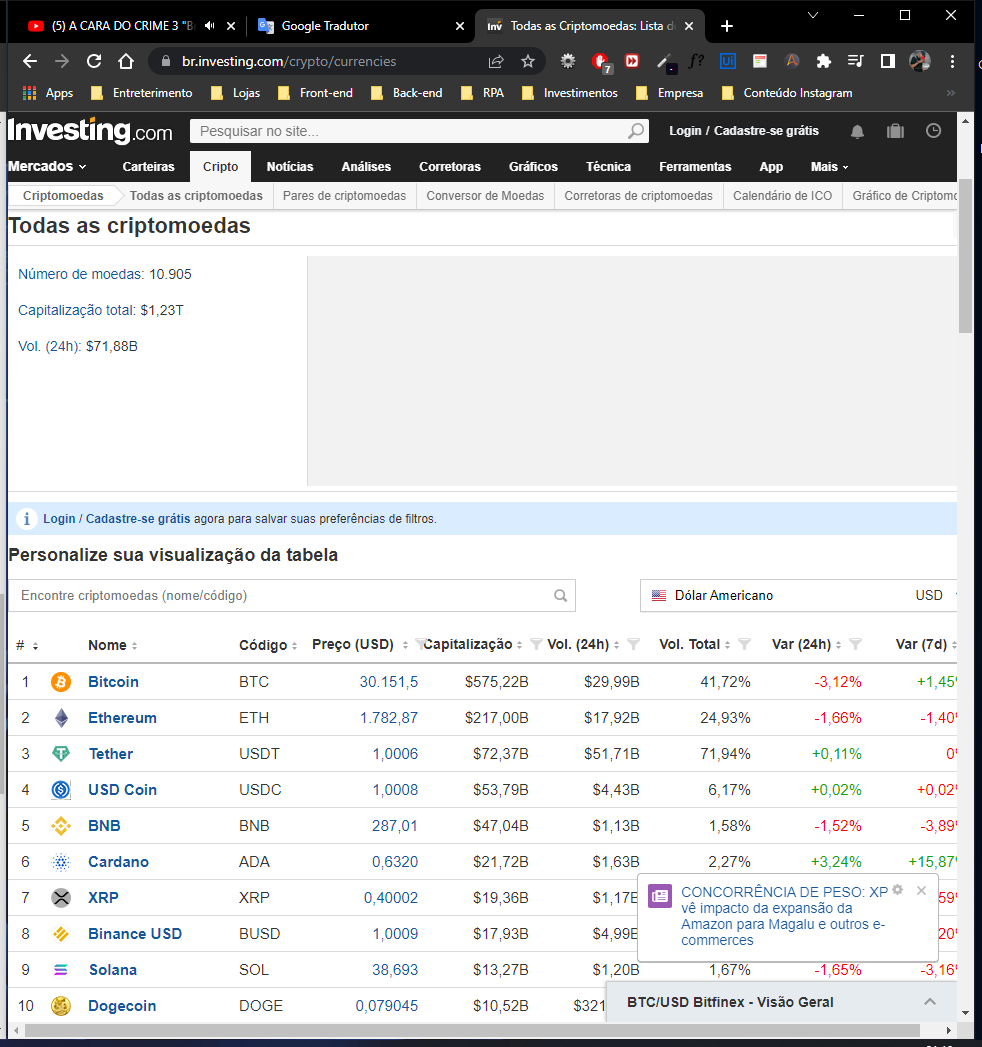 (5) A CARA DO CRIME 3 "B
Google Tradutor
Inv Todas as Criptomoedas: Lista d
br.investing.com/crypto/currencies
7
Apps Entreterimento Lojas Front-end Back-end RPA Investimentos Empresa Conteúdo Instagram
Investing.com
Pesquisar no site...
Login / Cadastre-se grátis
Mercados Carteiras Cripto Notícias Análises Corretoras Gráficos Técnica Ferramentas App Mais
Criptomoedas Todas as criptomoedas Pares de criptomoedas Conversor de Moedas Corretoras de criptomoedas Calendário de ICO Gráfico de Criptomo
Todas as criptomoedas
Número de moedas: 10.905
Capitalização total: $1,23T
Vol. (24h): $71,88B
Login / Cadastre-se grátis agora para salvar suas preferências de filtros.
Personalize sua visualização da tabela
Encontre criptomoedas (nome/código)
Dólar Americano USD
# Nome Código Preço (USD) Capitalização Vol. (24h) Vol. Total Var (24h) Var (7d)
1 Bitcoin BTC 30.151,5 $575,22B $29,99B 41,72% -3,12% +1,45%
2 Ethereum ETH 1.782,87 $217,00B $17,92B 24,93% -1,66% -1,40%
3 Tether USDT 1,0006 $72,37B $51,71B 71,94% +0,11% 0%
4 USD Coin USDC 1,0008 $53,79B $4,43B 6,17% +0,02% +0,02%
5 BNB BNB 287,01 $47,04B $1,13B 1,58% -1,52% -3,89%
6 Cardano ADA 0,6320 $21,72B $1,63B 2,27% +3,24% +15,87%
7 XRP XRP 0,40002 $19,36B $1,17B
8 Binance USD BUSD 1,0009 $17,93B $4,99B
CONCORRÊNCIA DE PESO: XP
vê impacto da expansão da
Amazon para Magalu e outros e-
commerces
9 Solana SOL 38,693 $13,27B $1,20B 1,67% -1,65% -3,16%
10 Dogecoin DOGE 0,079045 $10,52B $321
BTC/USD Bitfinex - Visão Geral